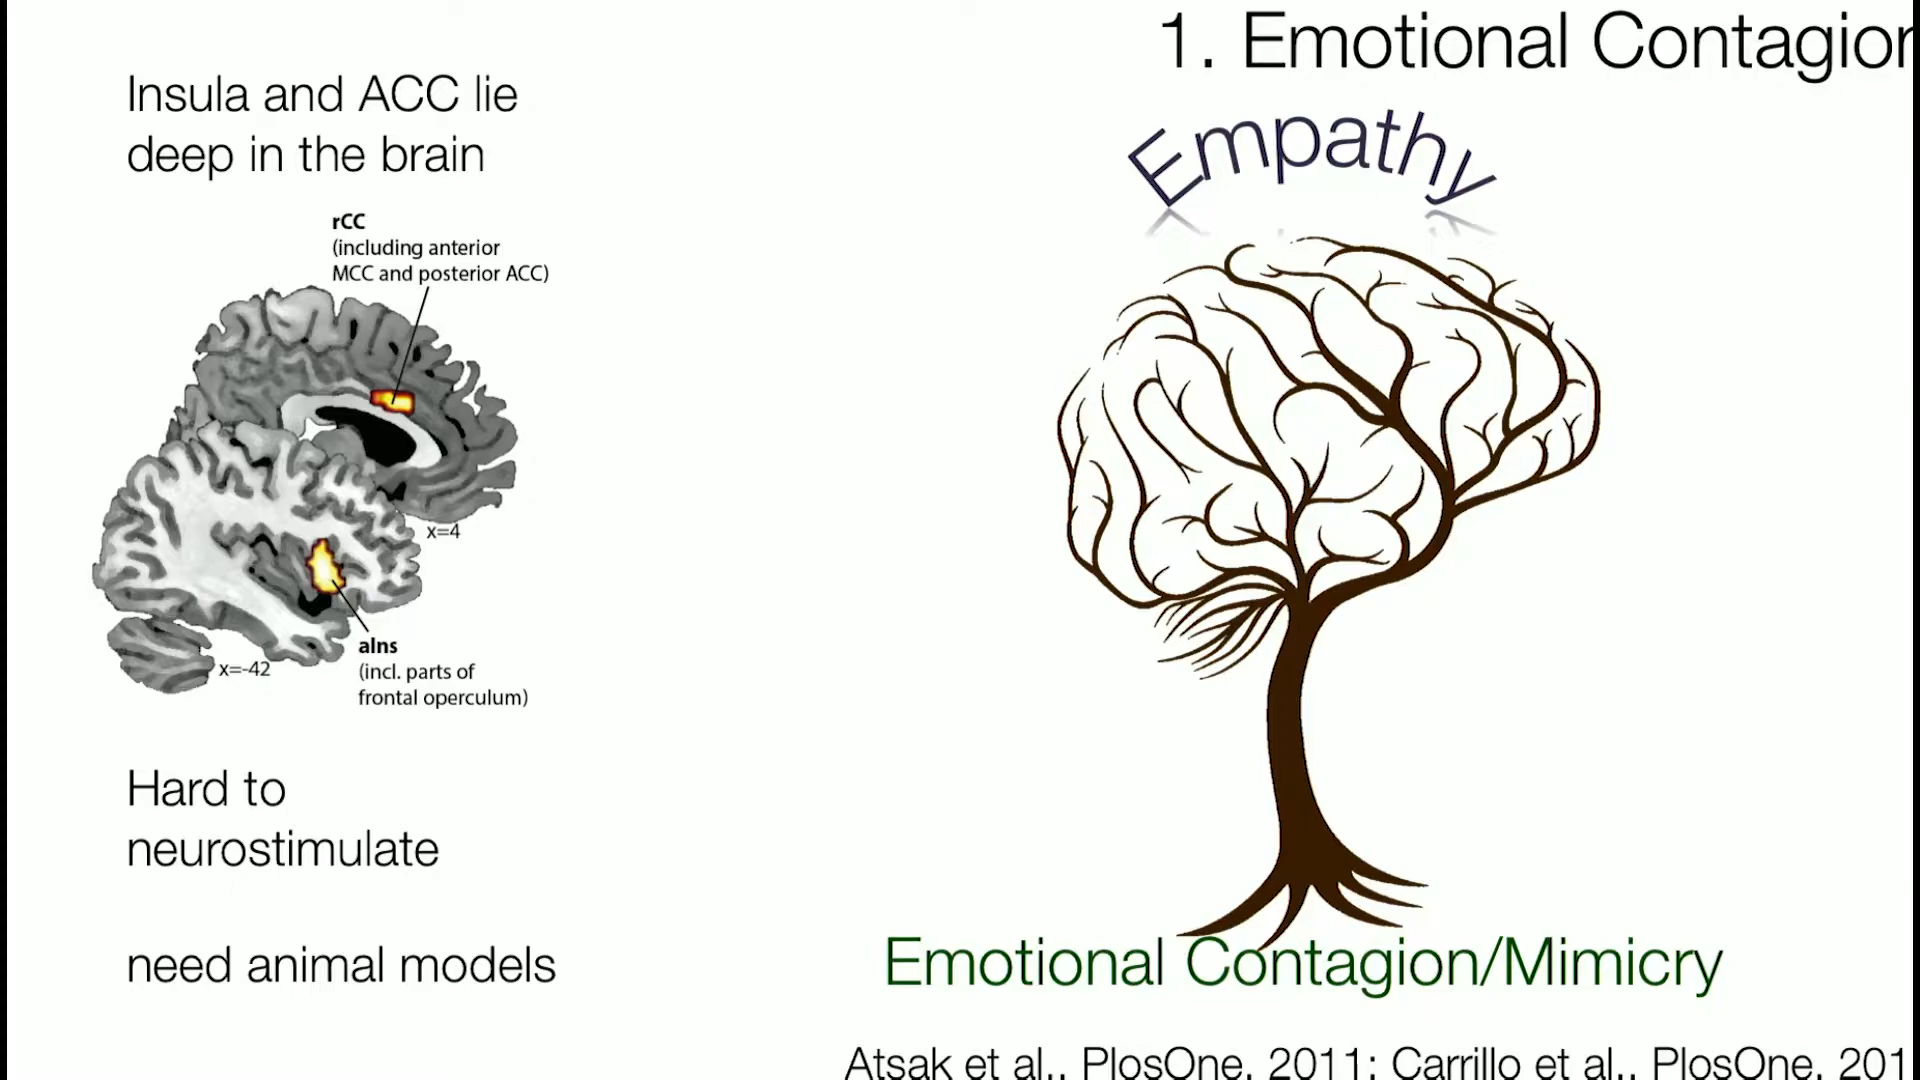 1. Emotional Contagion
Insula and ACC lie
deep in the brain
Empathy
rCC
(including anterior
MCC and posterior ACC)
x=4
aIns
(incl. parts of
frontal operculum)
x=-42
Hard to
neurostimulate
need animal models
Emotional Contagion/Mimicry
Atsak et al., PlosOne, 2011; Carrillo et al., PlosOne, 201